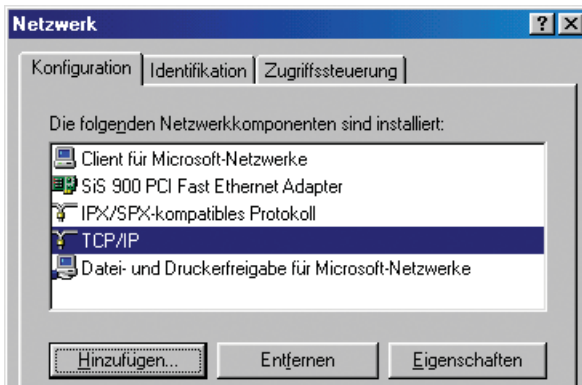 Netzwerk
Konfiguration Identifikation Zugriffssteuerung
Die folgenden Netzwerkkomponenten sind installiert:
Client für Microsoft-Netzwerke
SiS 900 PCI Fast Ethernet Adapter
IPX/SPX-kompatibles Protokoll
TCP/IP
Datei- und Druckerfreigabe für Microsoft-Netzwerke
Hinzufügen... Entfernen Eigenschaften